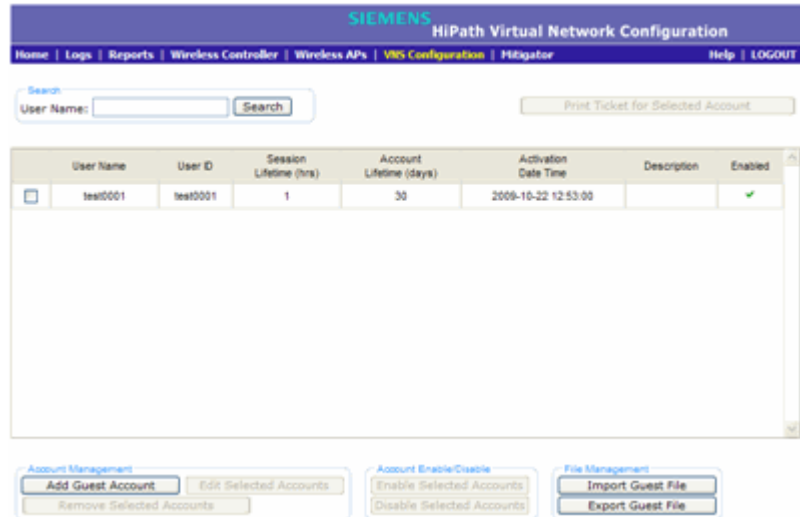 SIEMENS
HiPath Virtual Network Configuration
Home | Logs | Reports | Wireless Controller | Wireless APs | VNS Configuration | Mitigator Help | LOGOUT
Search
User Name: Search Print Ticket for Selected Account
User Name User ID Session Lifetime (hrs) Account Lifetime (days) Activation Date Time Description Enabled
test0001 test0001 1 30 2009-10-22 12:53:00
Account Management Account Enable/Disable File Management
Add Guest Account Edit Selected Accounts Enable Selected Accounts Import Guest File
Remove Selected Accounts Disable Selected Accounts Export Guest File